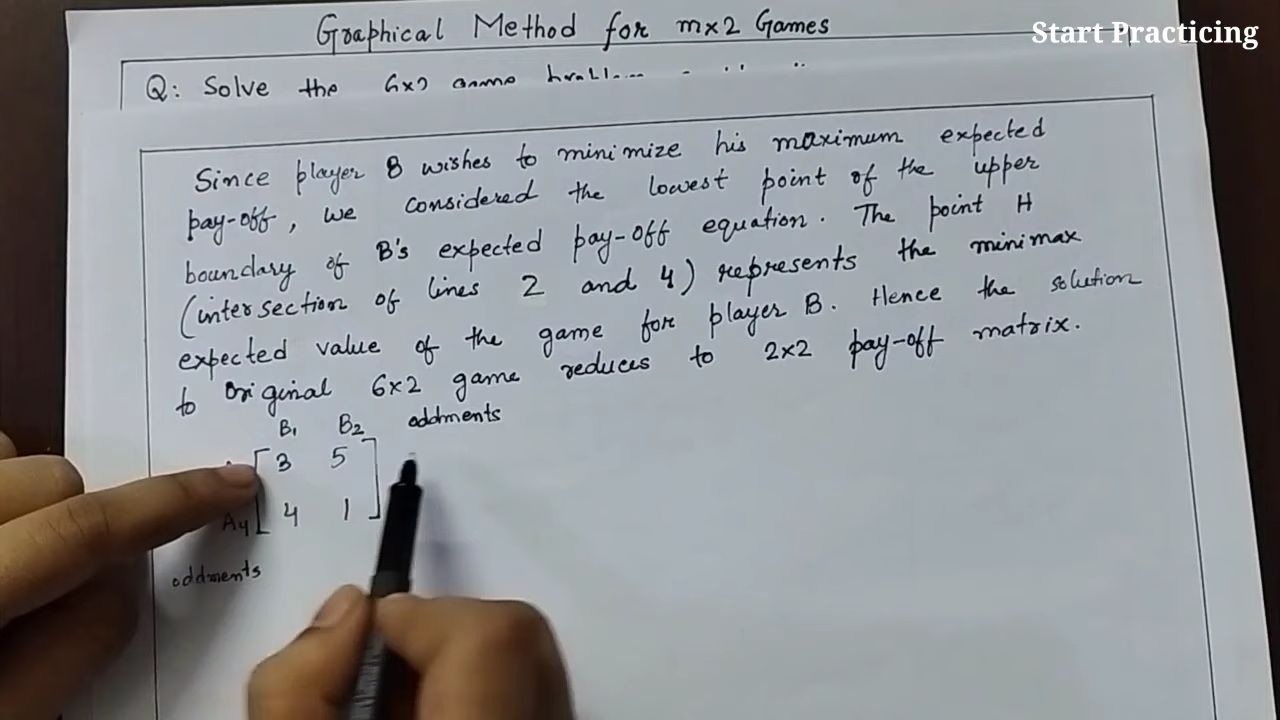 Graphical Method for m×2 Games
Start Practicing
Q: Solve the 6×2
Since player B wishes to minimize his maximum expected
pay-off, we considered the lowest point of the upper
boundary of B's expected pay-off equation. The point H
(intersection of lines 2 and 4) represents the minimax
expected value of the game for player B. Hence the solution
to original 6×2 game reduces to 2×2 pay-off matrix.
B1 B2 oddments
3 5
A4 4 1
oddments